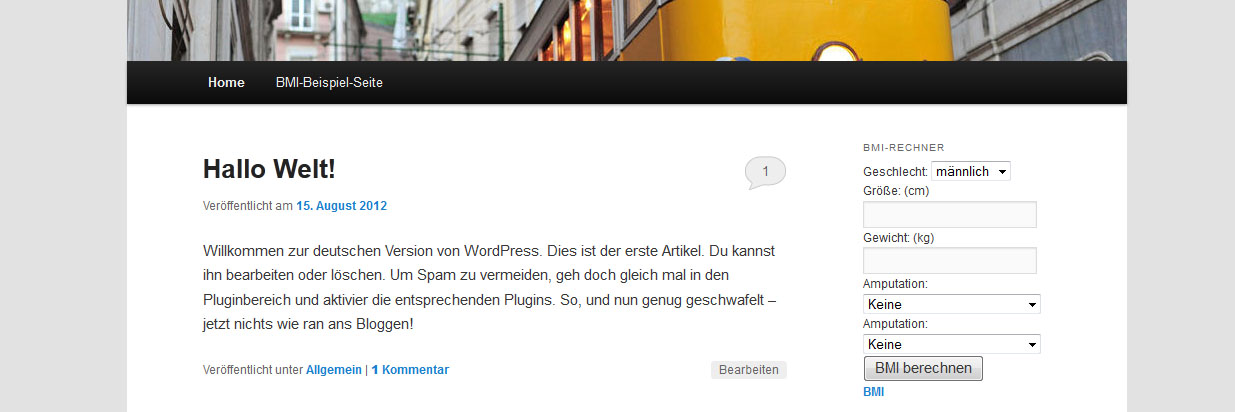 Home BMI-Beispiel-Seite
Hallo Welt!
1
Veröffentlicht am 15. August 2012
Willkommen zur deutschen Version von WordPress. Dies ist der erste Artikel. Du kannst
ihn bearbeiten oder löschen. Um Spam zu vermeiden, geh doch gleich mal in den
Pluginbereich und aktivier die entsprechenden Plugins. So, und nun genug geschwafelt –
jetzt nichts wie ran ans Bloggen!
Veröffentlicht unter Allgemein | 1 Kommentar
Bearbeiten
BMI-RECHNER
Geschlecht: männlich
Größe: (cm)
Gewicht: (kg)
Amputation:
Keine
Amputation:
Keine
BMI berechnen
BMI